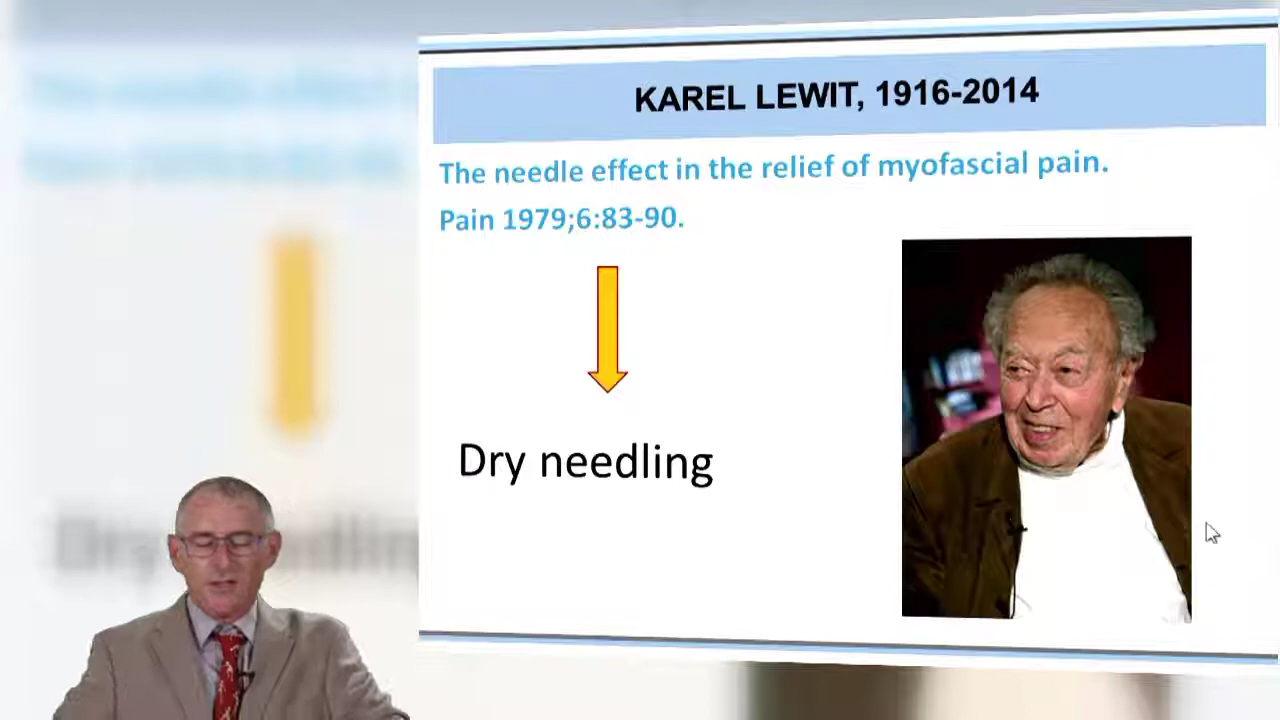 KAREL LEWIT, 1916-2014
The needle effect in the relief of myofascial pain.
Pain 1979;6:83-90.
Dry needling